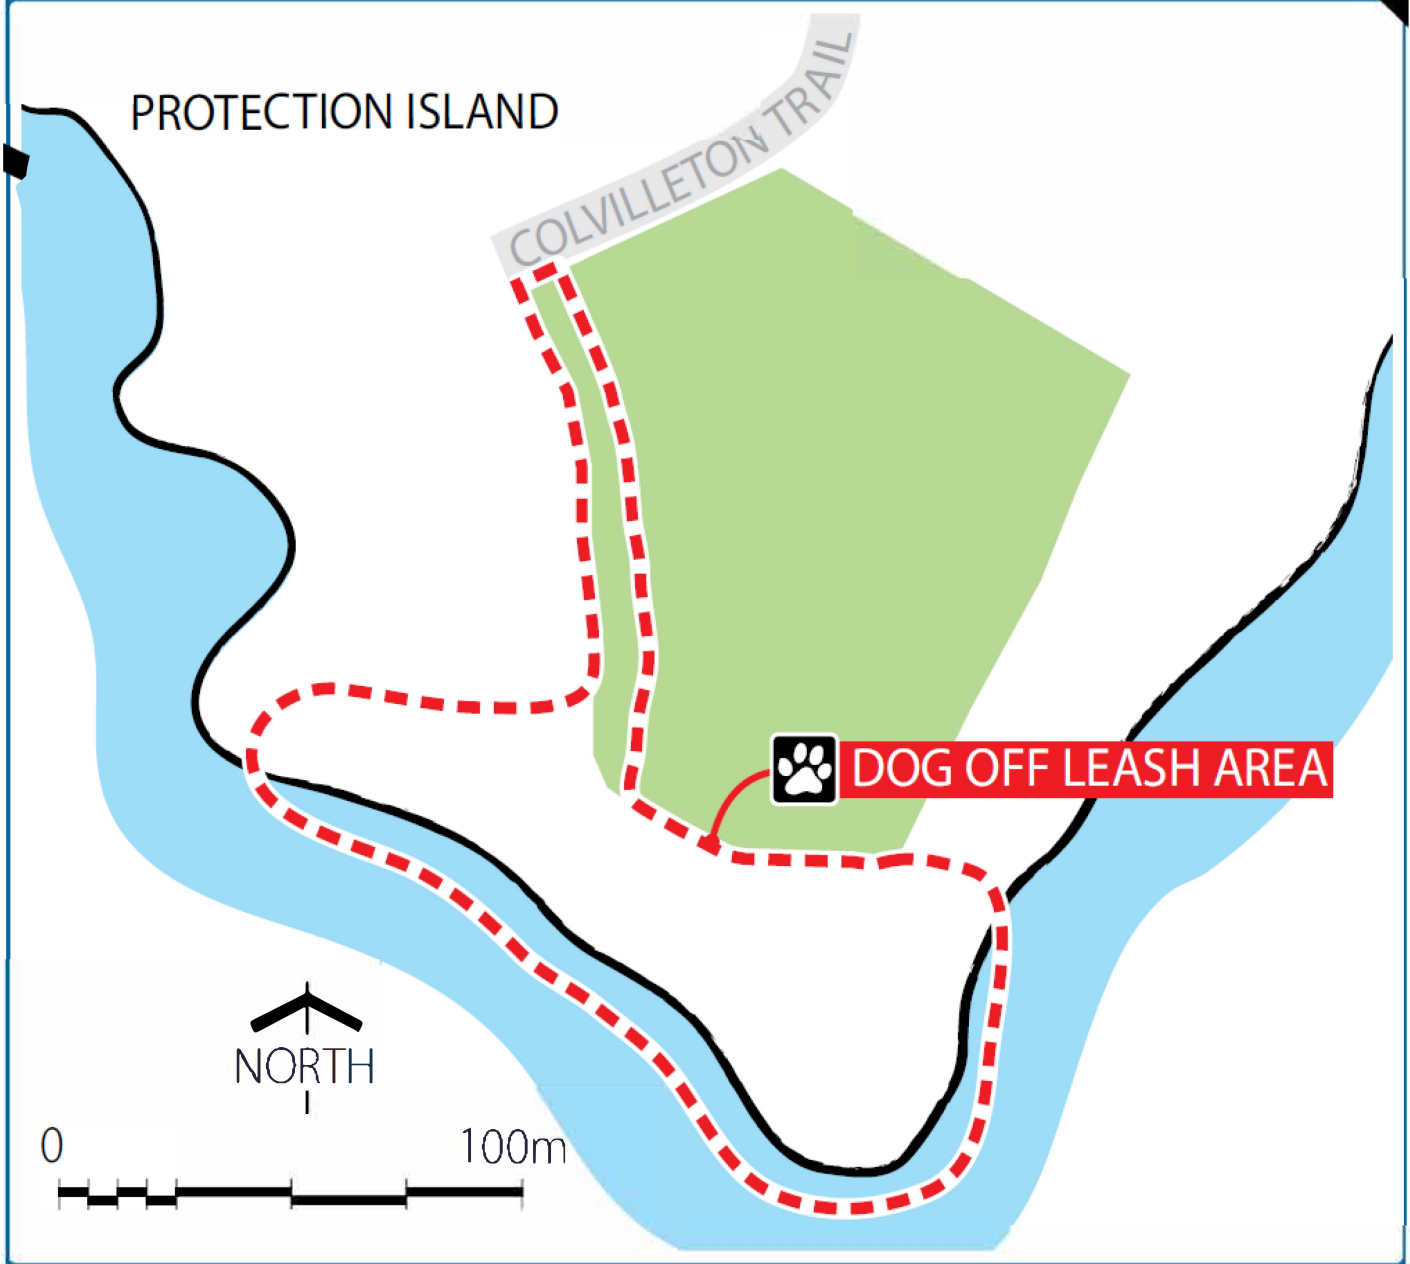 PROTECTION ISLAND
COLVILLETON TRAIL
DOG OFF LEASH AREA
NORTH
0 100m